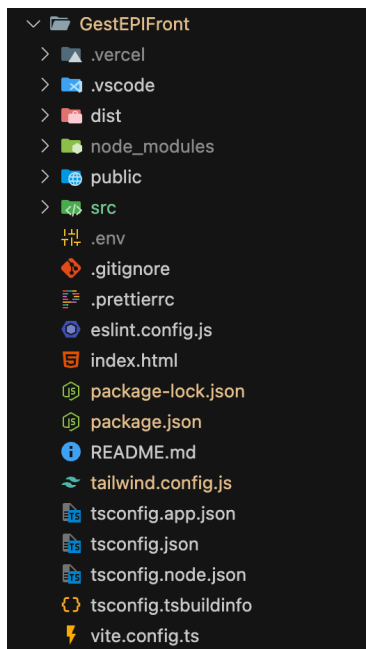 GestEPIFront
.vercel
.vscode
dist
node_modules
public
src
.env
.gitignore
.prettierrc
eslint.config.js
index.html
package-lock.json
package.json
README.md
tailwind.config.js
tsconfig.app.json
tsconfig.json
tsconfig.node.json
tsconfig.tsbuildinfo
vite.config.ts